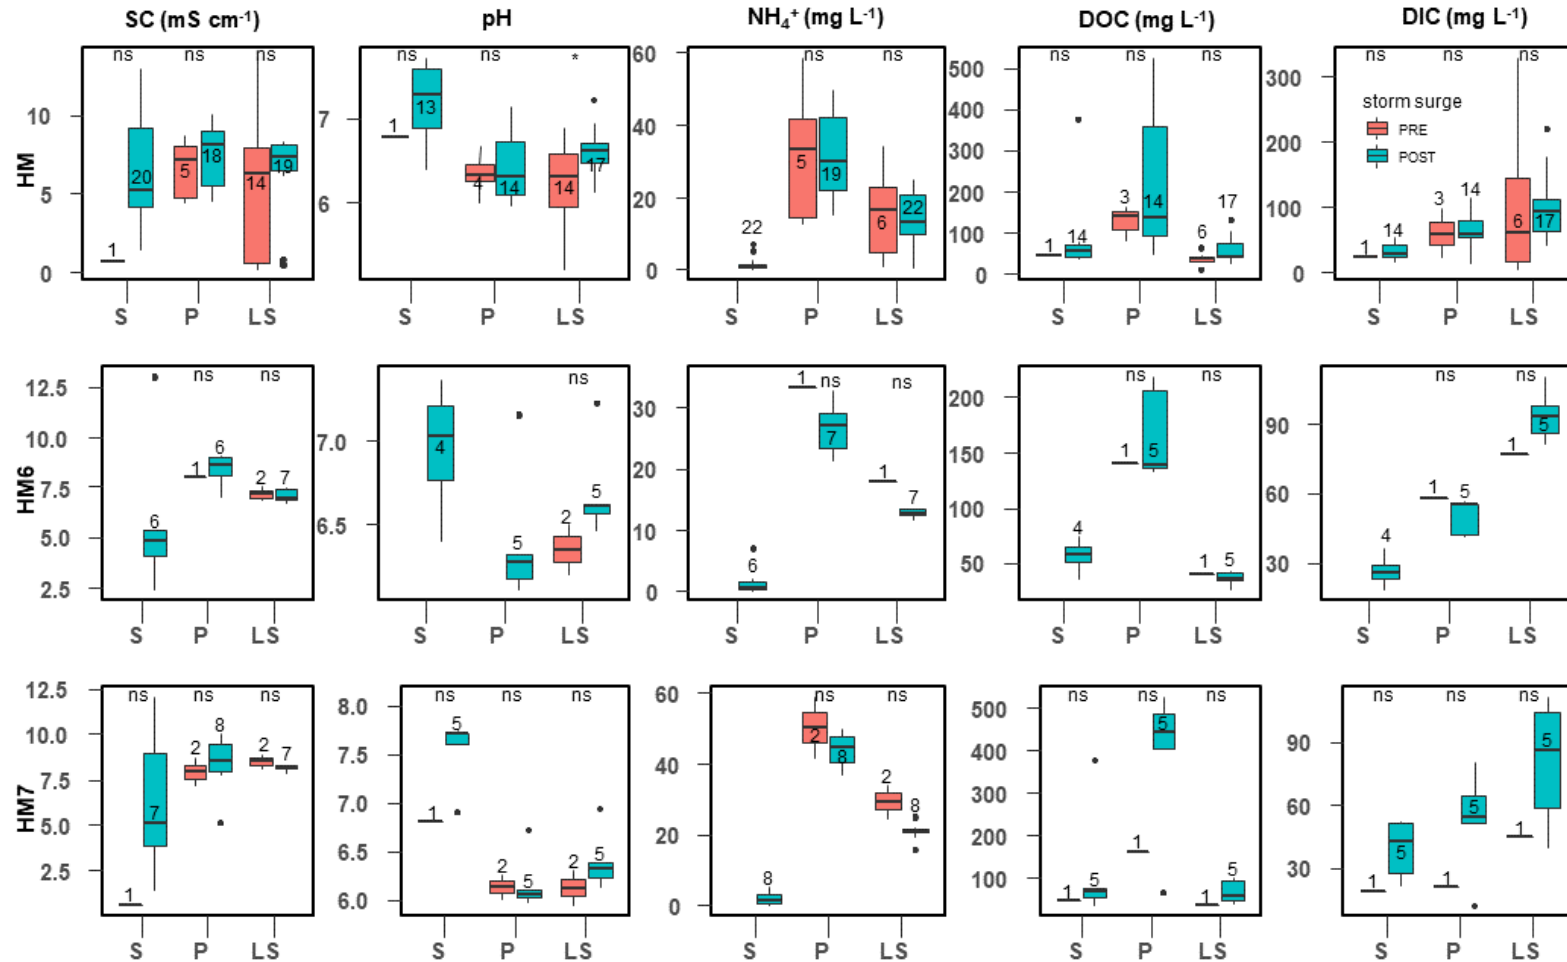 SC (mS cm⁻¹) pH NH₄⁺ (mg L⁻¹) DOC (mg L⁻¹) DIC (mg L⁻¹)
HM
10
5
0
ns ns ns
1 20 5 18 14 19
S P LS
7
6
ns ns *
1 13 4 14 14 17
S P LS
60
40
20
0
ns ns
22 5 19 6 22
S P LS
500
400
300
200
100
0
ns ns ns
1 14 3 14 6 17
S P LS
300
200
100
0
ns ns ns
storm surge
PRE
POST
1 14 3 14 6 17
S P LS
HM6
12.5
10.0
7.5
5.0
2.5
ns ns
6 1 6 2 7
S P LS
7.0
6.5
ns
4 5 2 5
S P LS
30
20
10
0
ns ns
6 1 7 1 7
S P LS
200
150
100
50
ns ns
4 1 5 1 5
S P LS
90
60
30
ns ns
4 1 5 1 5
S P LS
HM7
12.5
10.0
7.5
5.0
2.5
ns ns ns
1 7 2 8 2 7
S P LS
8.0
7.5
7.0
6.5
6.0
ns ns ns
1 5 2 5 2 5
S P LS
60
40
20
0
ns ns
8 2 8 2 8
S P LS
500
400
300
200
100
ns ns ns
1 5 1 5 1 5
S P LS
90
60
30
ns ns ns
1 5 1 5 1 5
S P LS